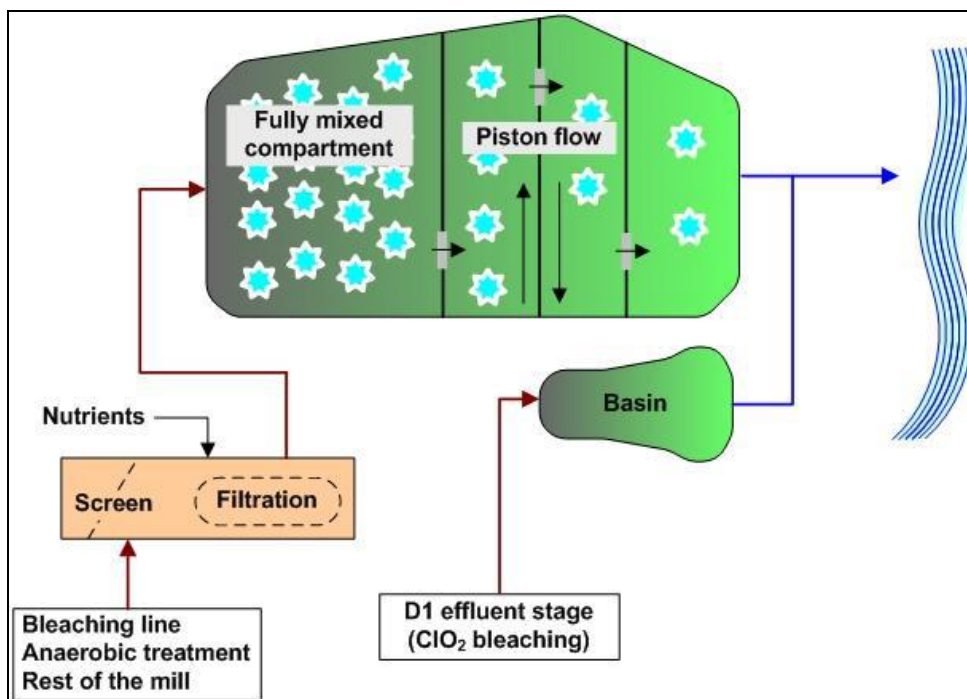 Fully mixed
compartment
Piston flow
Basin
Nutrients
Screen
Filtration
Bleaching line
Anaerobic treatment
Rest of the mill
D1 effluent stage
(ClO₂ bleaching)